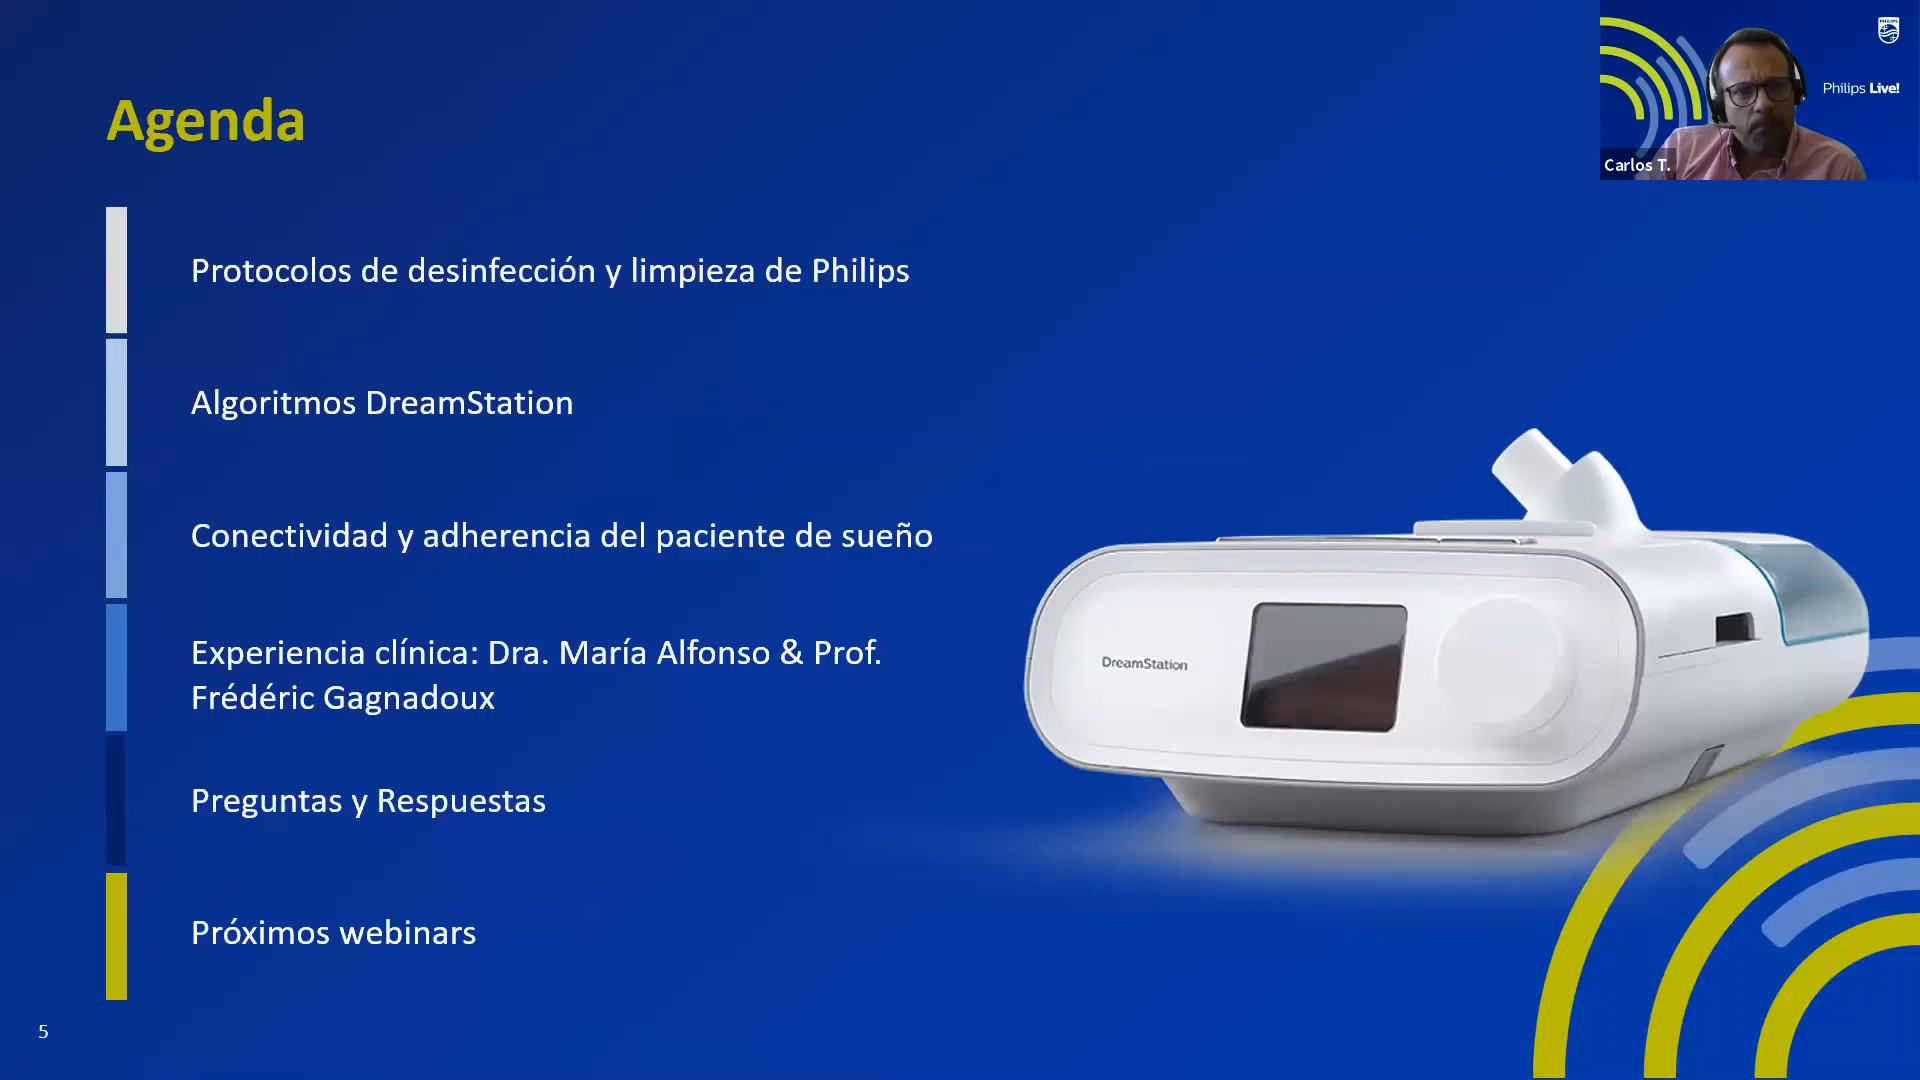 Agenda
Protocolos de desinfección y limpieza de Philips
Algoritmos DreamStation
Conectividad y adherencia del paciente de sueño
Experiencia clínica: Dra. María Alfonso & Prof.
Frédéric Gagnadoux
Preguntas y Respuestas
Próximos webinars
5
DreamStation
PHILIPS
Philips Live!
Carlos T.